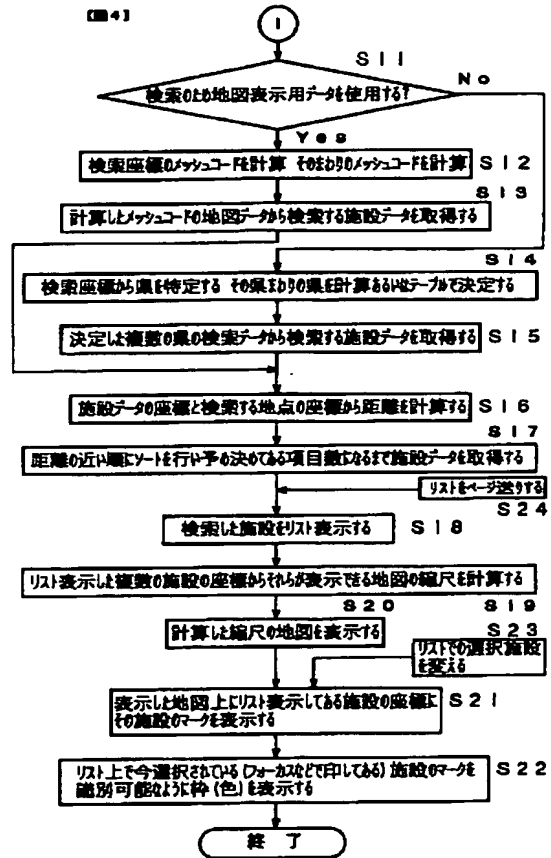 【図4】
1
S11
検索のため地図表示用データを使用する?
No
Yes
検索座標のメッシュコードを計算 そのまわりのメッシュコードを計算
S12
S13
計算したメッシュコードの地図データから検索する施設データを取得する
S14
検索座標から県を特定する その県まわりの県を計算あるいはテーブルで決定する
決定した複数の県の検索データから検索する施設データを取得する
S15
施設データの座標と検索する地点の座標から距離を計算する
S16
S17
距離の近い順にソートを行い予め決めてある項目数になるまで施設データを取得する
リストをページ送りする
S24
検索した施設をリスト表示する
S18
リスト表示した複数の施設の座標からそれらが表示できる地図の縮尺を計算する
S20
S19
計算した縮尺の地図を表示する
S23
リストでの選択施設
を変える
表示した地図上にリスト表示してある施設の座標に
その施設のマークを表示する
S21
リスト上で今選択されている(フォーカスなどで印してある)施設のマークを
識別可能なように枠(色)を表示する
S22
終了